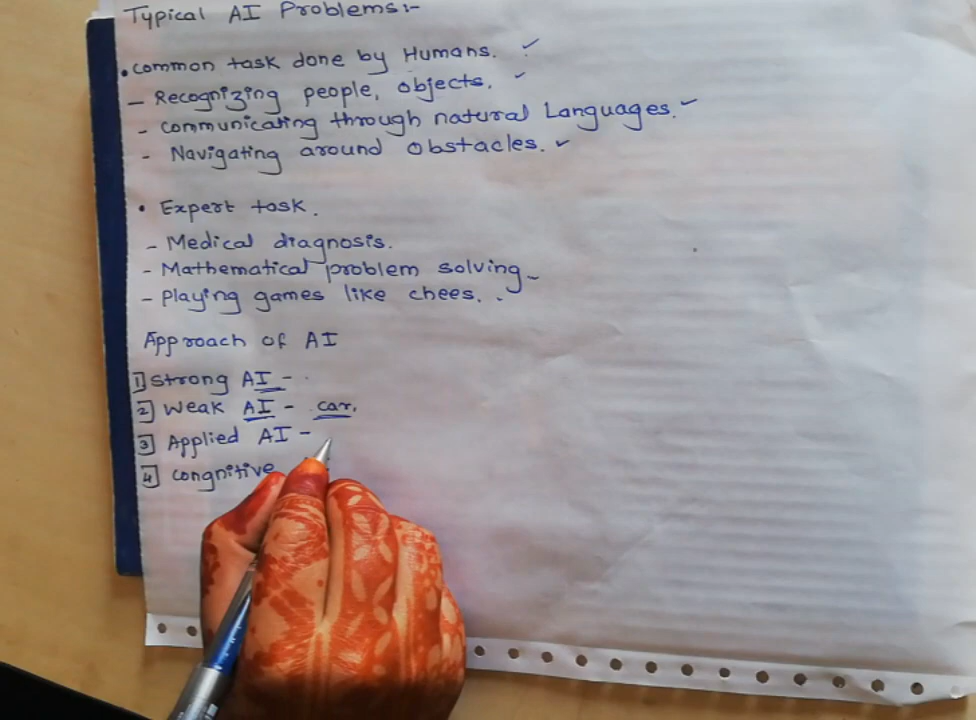 Typical AI Problems:-
• common task done by Humans. ✓
- Recognizing people, objects. ✓
- communicating through natural Languages. ✓
- Navigating around obstacles. ✓
• Expert task.
- Medical diagnosis.
- Mathematical problem solving -
- Playing games like chees. .
Approach of AI
1] strong AI - .
2] Weak AI - car.
3] Applied AI -
4] congnitive